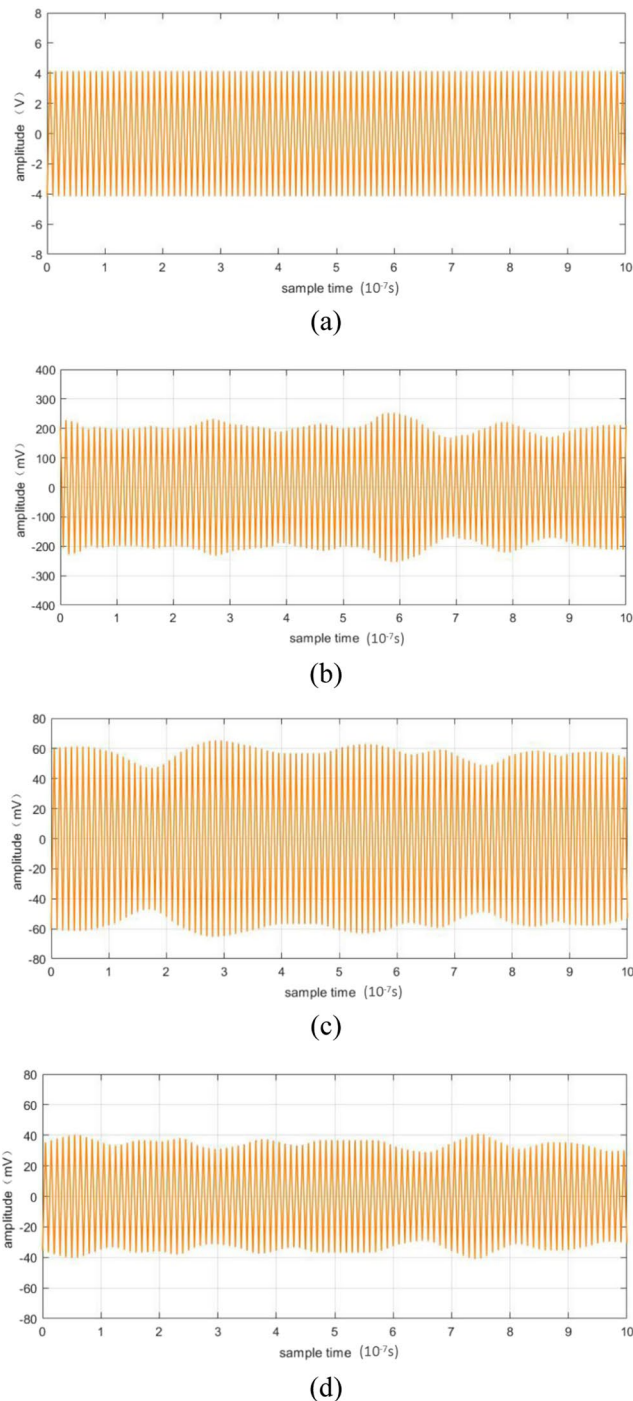 8
6
4
2
0
-2
-4
-6
-8
amplitude（V）
0 1 2 3 4 5 6 7 8 9 10
sample time (10⁻⁷s)
(a)
400
300
200
100
0
-100
-200
-300
-400
amplitude（mV）
0 1 2 3 4 5 6 7 8 9 10
sample time (10⁻⁷s)
(b)
80
60
40
20
0
-20
-40
-60
-80
amplitude（mV）
0 1 2 3 4 5 6 7 8 9 10
sample time (10⁻⁷s)
(c)
80
60
40
20
0
-20
-40
-60
-80
amplitude（mV）
0 1 2 3 4 5 6 7 8 9 10
sample time (10⁻⁷s)
(d)